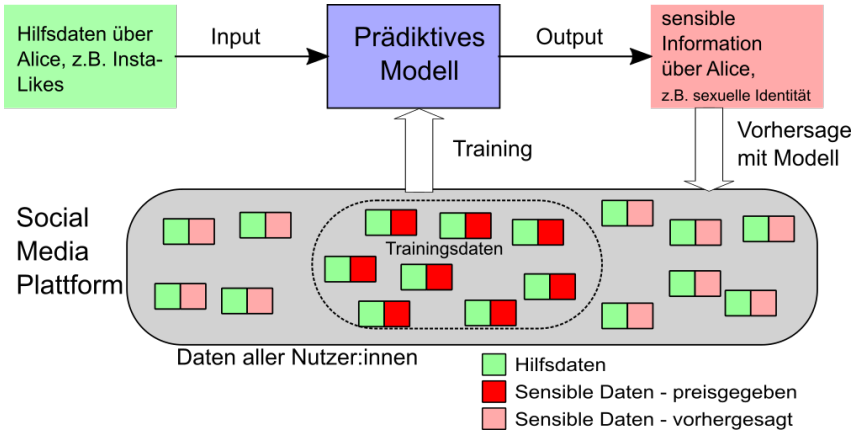 Hilfsdaten über
Alice, z.B. Insta-
Likes
Input
Prädiktives
Modell
Output
sensible
Information
über Alice,
z.B. sexuelle Identität
Training
Vorhersage
mit Modell
Social
Media
Plattform
Trainingsdaten
Daten aller Nutzer:innen
Hilfsdaten
Sensible Daten - preisgegeben
Sensible Daten - vorhergesagt